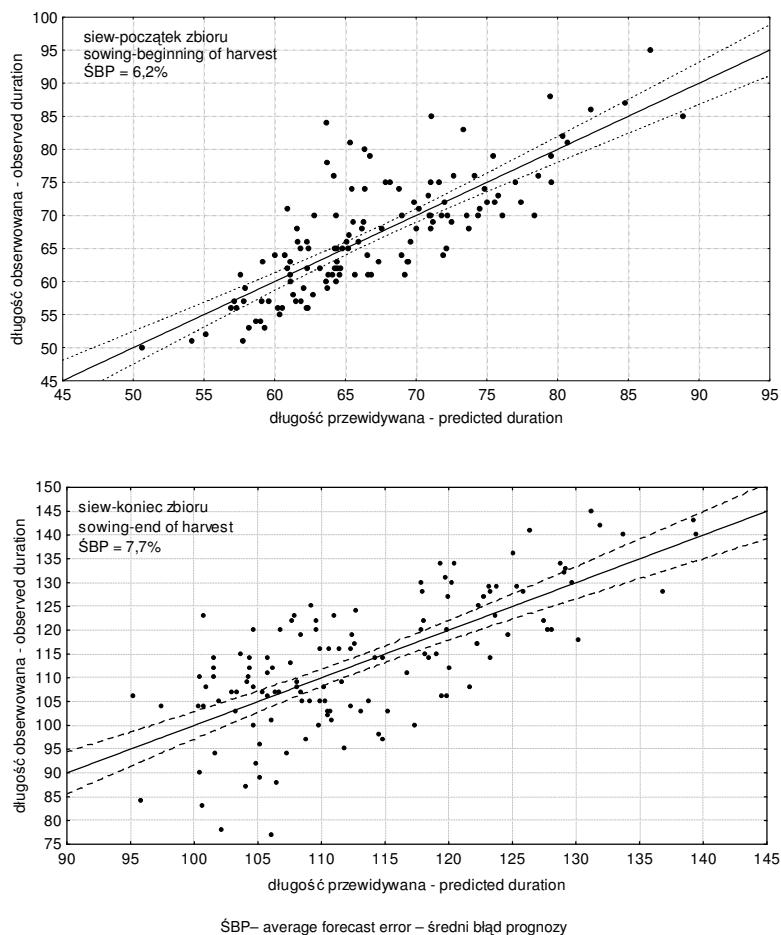 100
95
90
85
80
75
70
65
60
55
50
45
siew-początek zbioru
sowing-beginning of harvest
ŚBP = 6,2%
długość obserwowana - observed duration
45 50 55 60 65 70 75 80 85 90 95
długość przewidywana - predicted duration
150
145
140
135
130
125
120
115
110
105
100
95
90
85
80
75
siew-koniec zbioru
sowing-end of harvest
ŚBP = 7,7%
długość obserwowana - observed duration
90 95 100 105 110 115 120 125 130 135 140 145
długość przewidywana - predicted duration
ŚBP– average forecast error – średni błąd prognozy